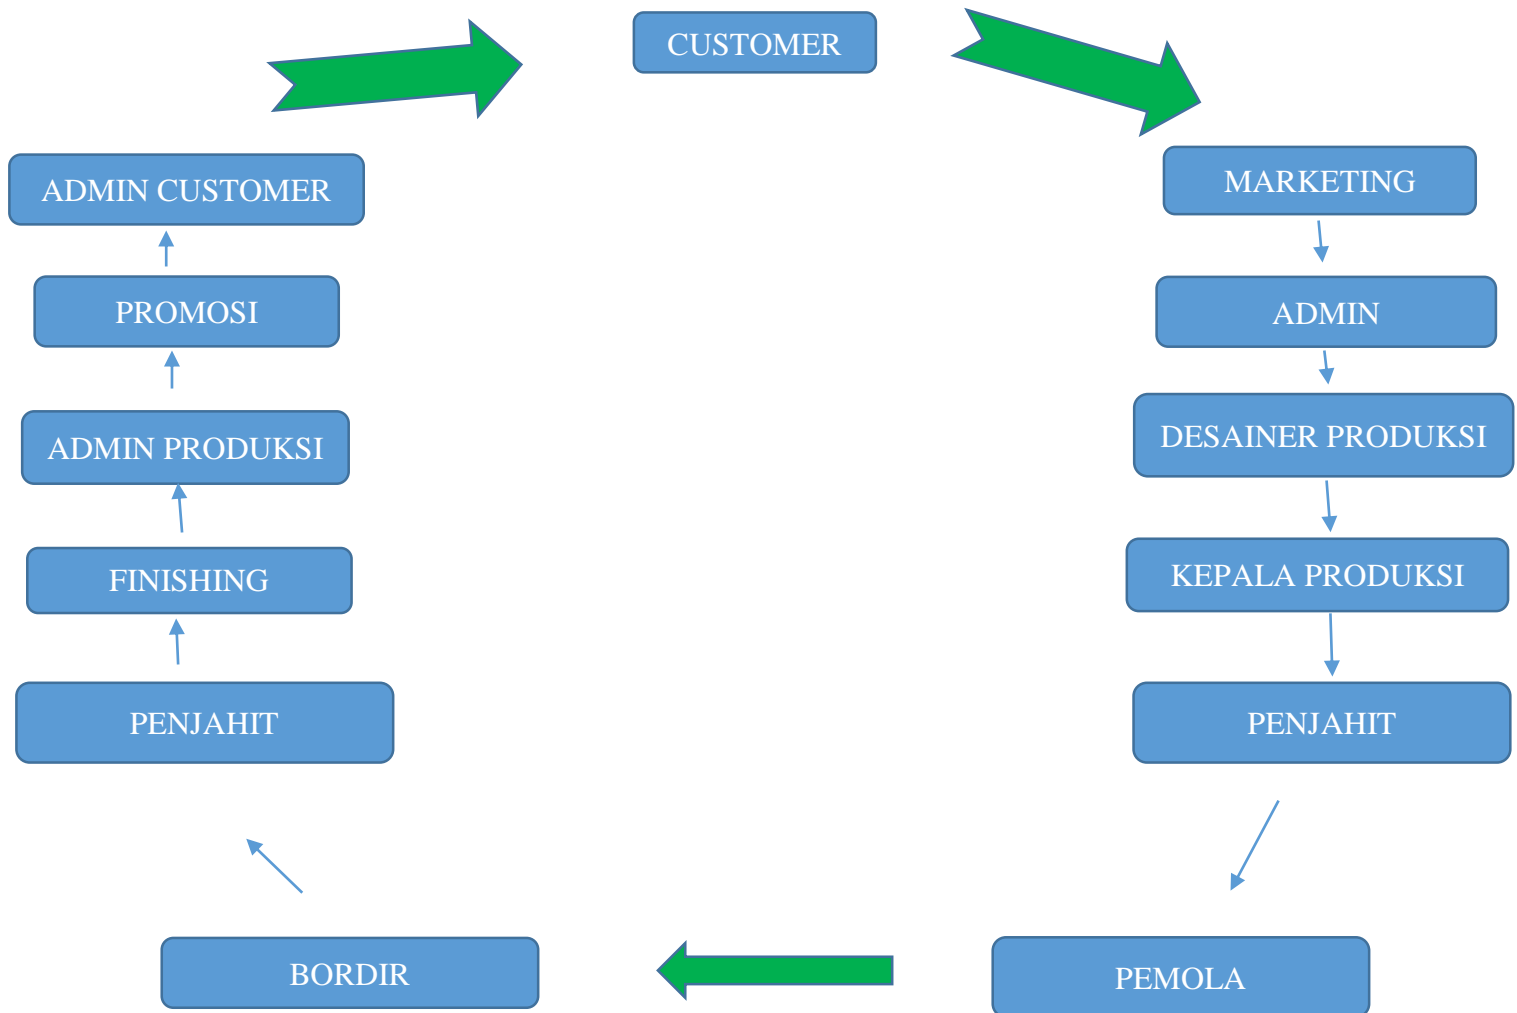 CUSTOMER
ADMIN CUSTOMER
MARKETING
PROMOSI
ADMIN
ADMIN PRODUKSI
DESAINER PRODUKSI
FINISHING
KEPALA PRODUKSI
PENJAHIT
PENJAHIT
BORDIR
PEMOLA